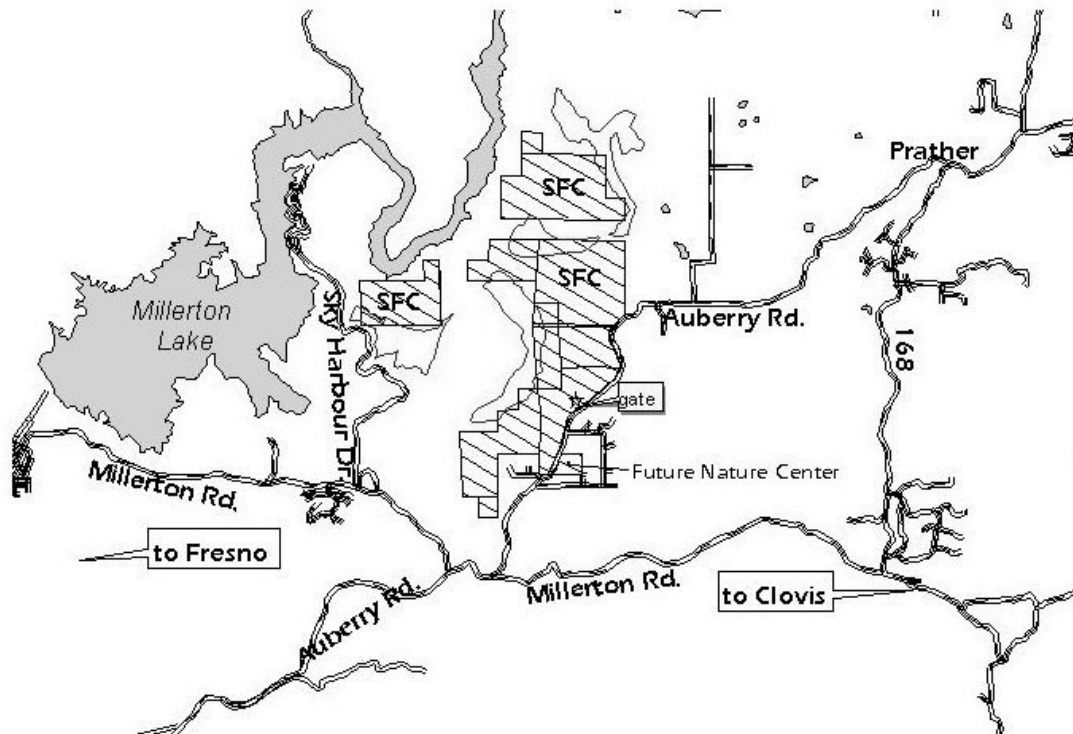 Prather
SFC
SFC
SFC
Millerton
Lake
Sky Harbour Dr.
Auberry Rd.
168
gate
Millerton Rd.
Future Nature Center
to Fresno
Millerton Rd.
to Clovis
Auberry Rd.